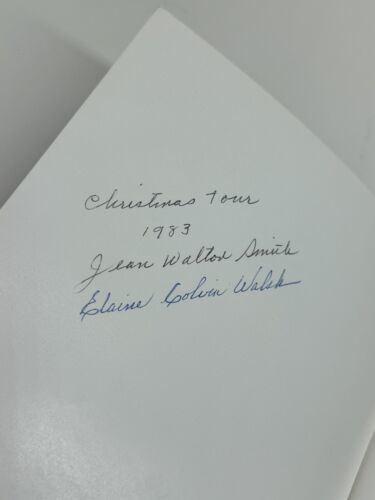 Christmas Tour
1983
Jean Walton Smith
Elaine Colvin Walsh